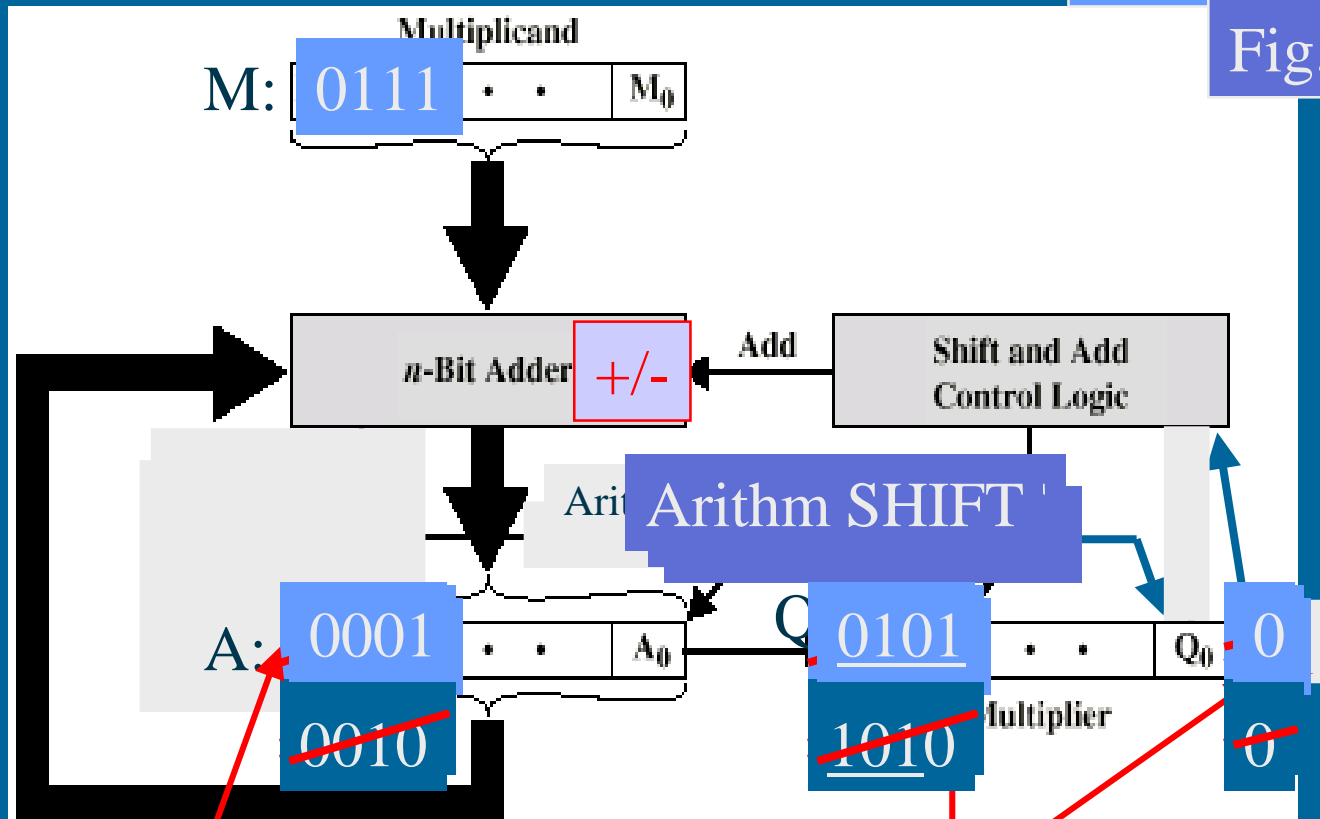 Multiplicand
Fig.
M: 0111 · · M0
n-Bit Adder +/-
Add
Shift and Add
Control Logic
Arithm SHIFT
A: 0001 · · A0
Q 0101 · · Q0 0
0010 1010 0
Multiplier